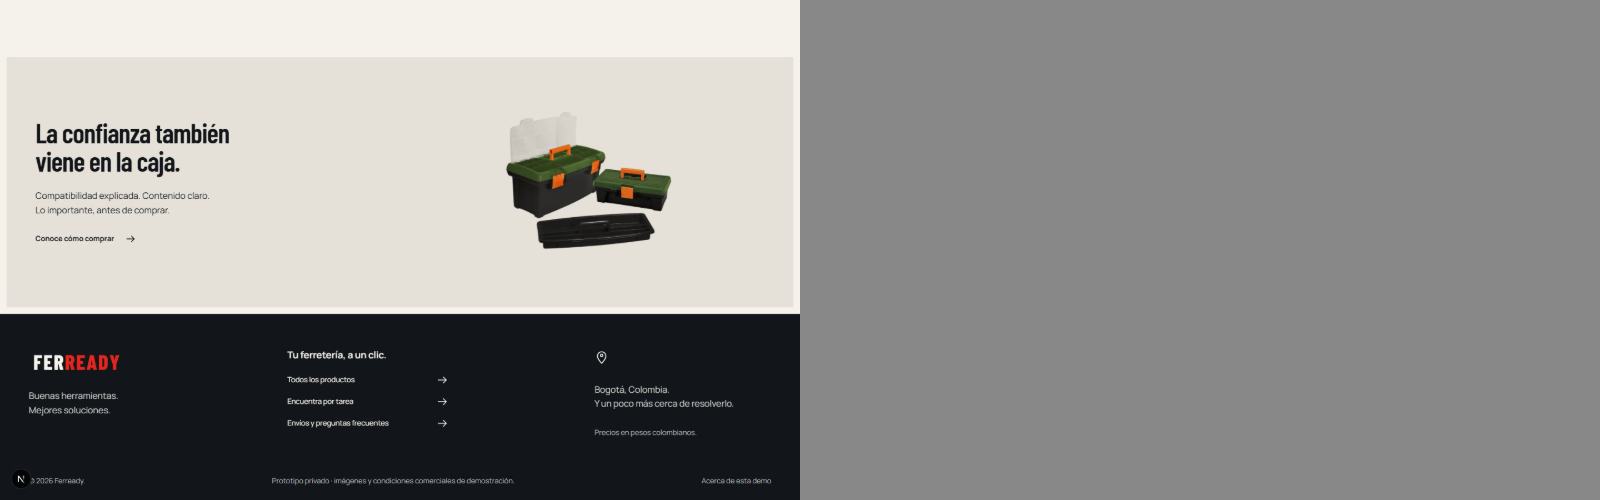 La confianza también
viene en la caja.
Compatibilidad explicada. Contenido claro.
Lo importante, antes de comprar.
Conoce cómo comprar
FERREADY
Buenas herramientas.
Mejores soluciones.
Tu ferretería, a un clic.
Todos los productos
Encuentra por tarea
Envíos y preguntas frecuentes
Bogotá, Colombia.
Y un poco más cerca de resolverlo.
Precios en pesos colombianos.
N
© 2026 Ferready.
Prototipo privado · imágenes y condiciones comerciales de demostración.
Acerca de esta demo